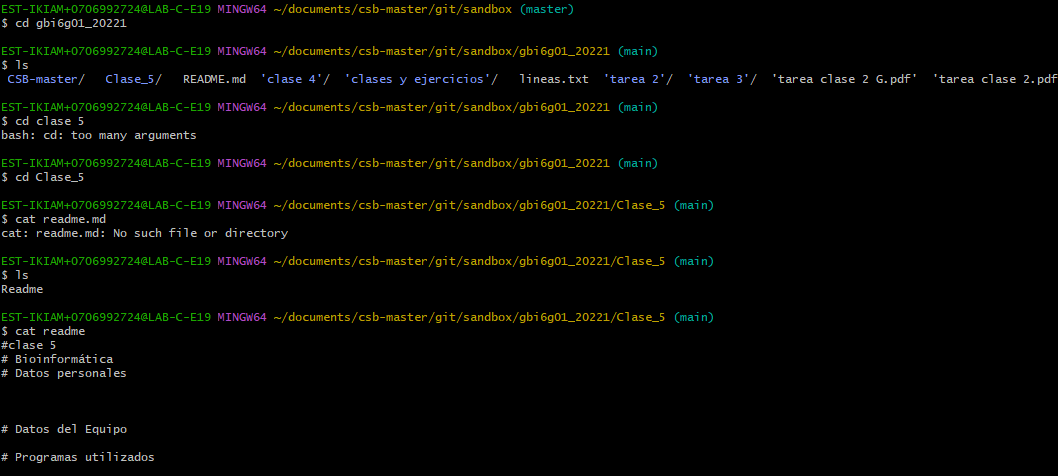 EST-IKIAM+0706992724@LAB-C-E19 MINGW64 ~/documents/csb-master/git/sandbox (master)
$ cd gbi6g01_20221
EST-IKIAM+0706992724@LAB-C-E19 MINGW64 ~/documents/csb-master/git/sandbox/gbi6g01_20221 (main)
$ ls
CSB-master/   Clase_5/   README.md  'clase 4'/  'clases y ejercicios'/   lineas.txt  'tarea 2'/  'tarea 3'/  'tarea clase 2 G.pdf'  'tarea clase 2.pdf
EST-IKIAM+0706992724@LAB-C-E19 MINGW64 ~/documents/csb-master/git/sandbox/gbi6g01_20221 (main)
$ cd clase 5
bash: cd: too many arguments
EST-IKIAM+0706992724@LAB-C-E19 MINGW64 ~/documents/csb-master/git/sandbox/gbi6g01_20221 (main)
$ cd Clase_5
EST-IKIAM+0706992724@LAB-C-E19 MINGW64 ~/documents/csb-master/git/sandbox/gbi6g01_20221/Clase_5 (main)
$ cat readme.md
cat: readme.md: No such file or directory
EST-IKIAM+0706992724@LAB-C-E19 MINGW64 ~/documents/csb-master/git/sandbox/gbi6g01_20221/Clase_5 (main)
$ ls
Readme
EST-IKIAM+0706992724@LAB-C-E19 MINGW64 ~/documents/csb-master/git/sandbox/gbi6g01_20221/Clase_5 (main)
$ cat readme
#clase 5
# Bioinformática
# Datos personales
# Datos del Equipo
# Programas utilizados